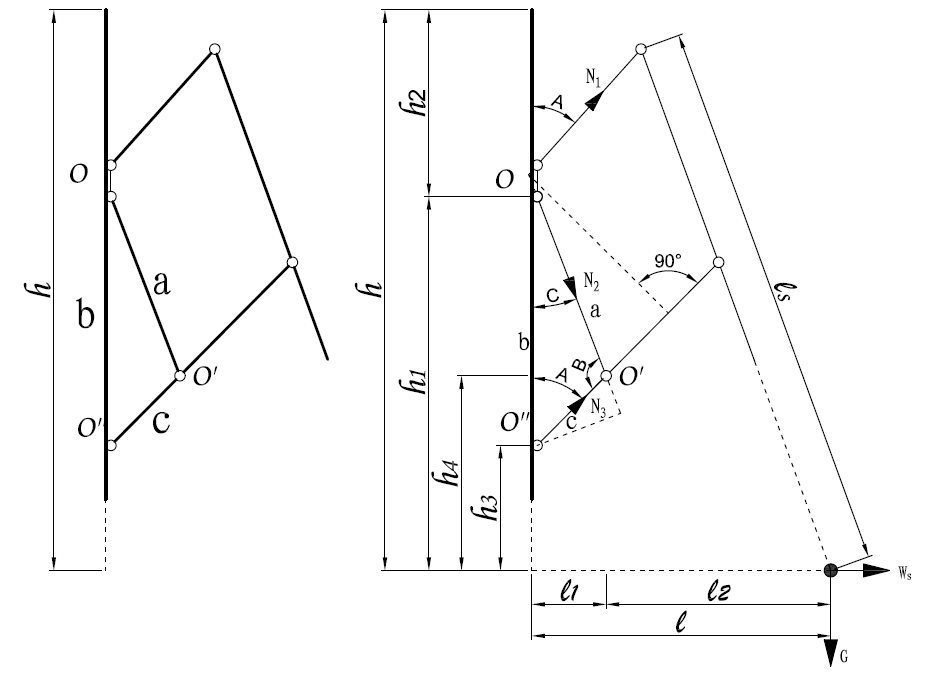 h
O
a
b
O'
O'
c
h
h2
h1
h4
h3
A
N₁
O
90°
N₂
C
a
b
B
A
O'
O"
N₃
c
ℓs
Wₛ
ℓ1
ℓ2
ℓ
G